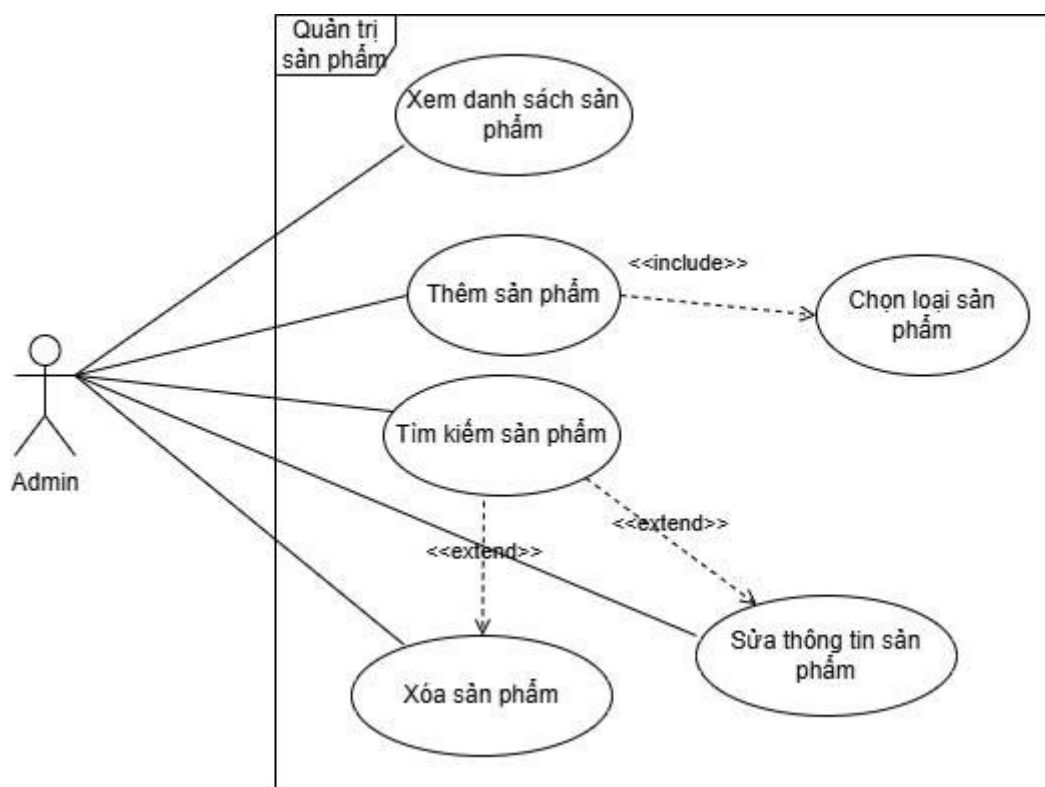 Quản trị
sản phẩm
Xem danh sách sản
phẩm
<<include>>
Thêm sản phẩm
Chọn loại sản
phẩm
Tìm kiếm sản phẩm
Admin
<<extend>>
<<extend>>
Sửa thông tin sản
phẩm
Xóa sản phẩm